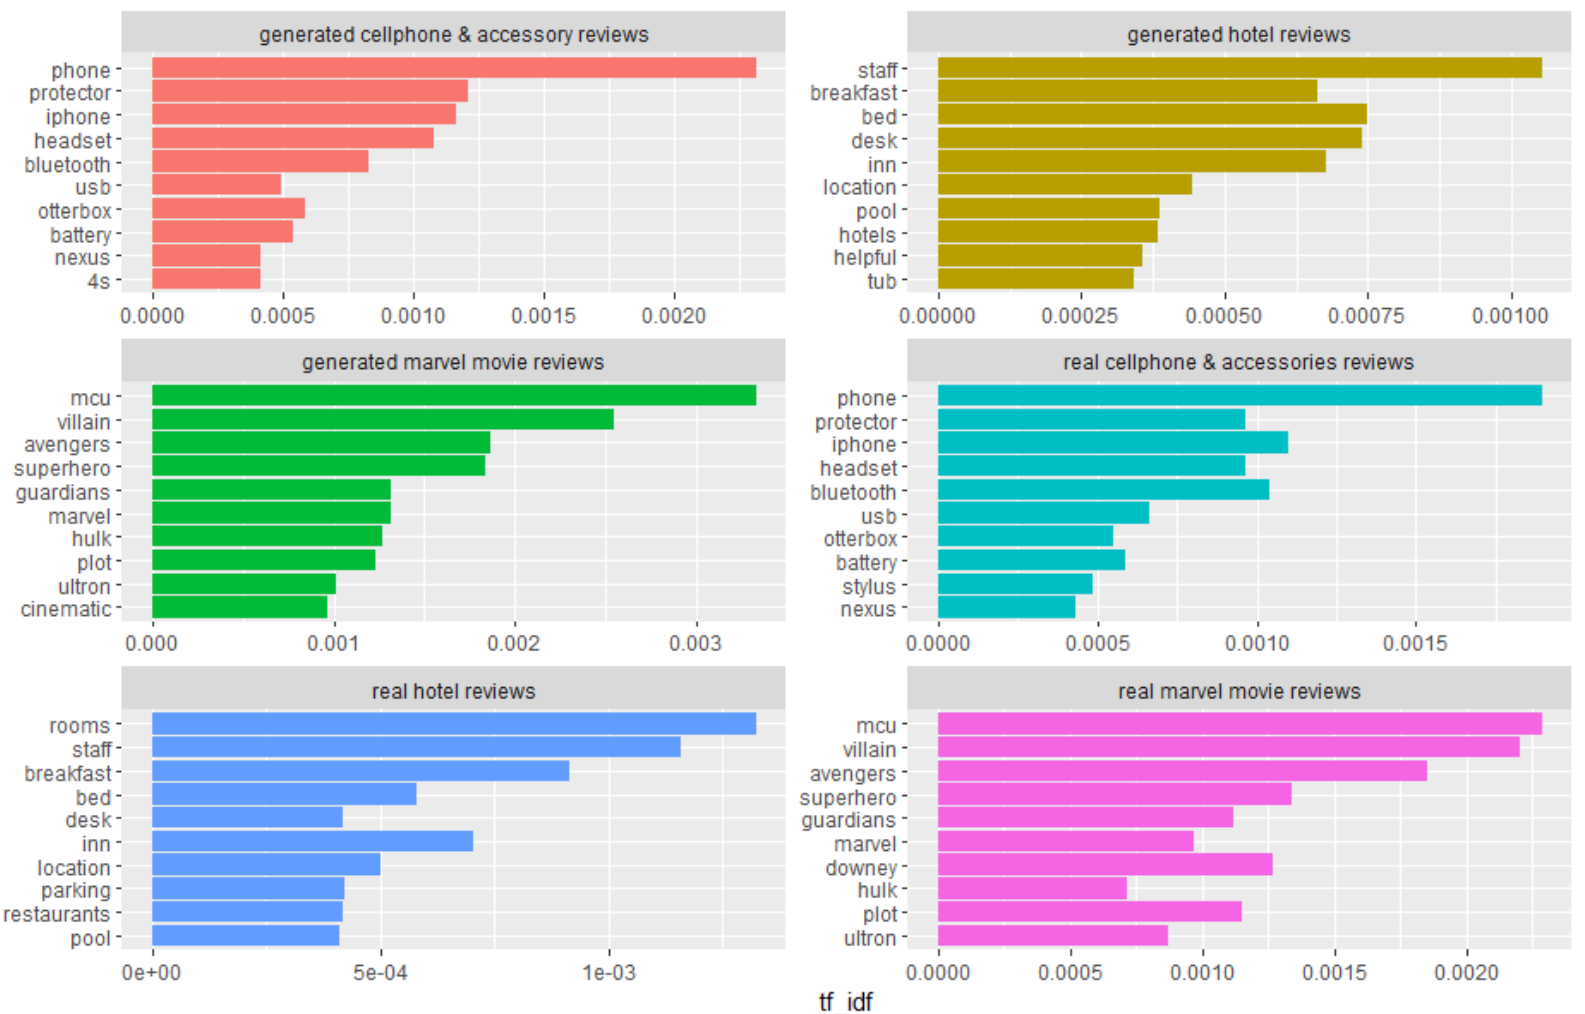 generated cellphone & accessory reviews
phone
protector
iphone
headset
bluetooth
usb
otterbox
battery
nexus
4s
0.0000 0.0005 0.0010 0.0015 0.0020
generated hotel reviews
staff
breakfast
bed
desk
inn
location
pool
hotels
helpful
tub
0.00000 0.00025 0.00050 0.00075 0.00100
generated marvel movie reviews
mcu
villain
avengers
superhero
guardians
marvel
hulk
plot
ultron
cinematic
0.000 0.001 0.002 0.003
real cellphone & accessories reviews
phone
protector
iphone
headset
bluetooth
usb
otterbox
battery
stylus
nexus
0.0000 0.0005 0.0010 0.0015
real hotel reviews
rooms
staff
breakfast
bed
desk
inn
location
parking
restaurants
pool
0e+00 5e-04 1e-03
real marvel movie reviews
mcu
villain
avengers
superhero
guardians
marvel
downey
hulk
plot
ultron
0.0000 0.0005 0.0010 0.0015 0.0020
tf_idf